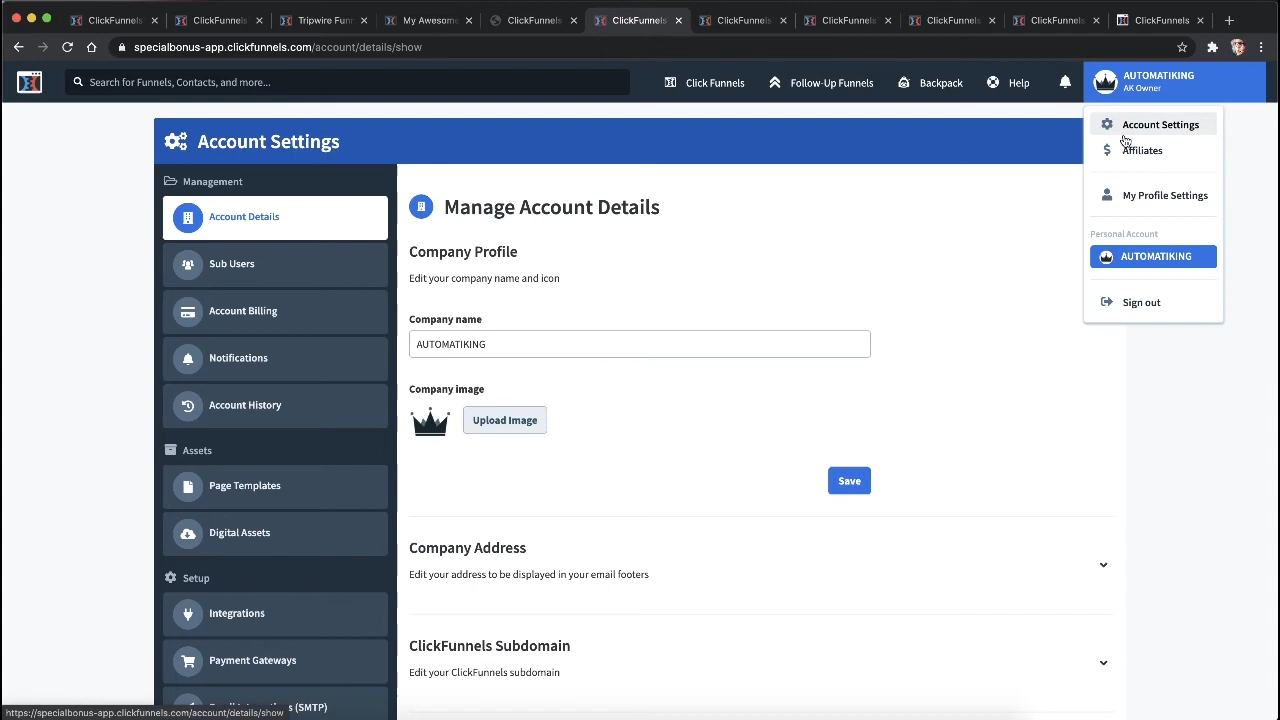 ClickFunnels
ClickFunnels
Tripwire Funn
My Awesome
ClickFunnels
ClickFunnels
ClickFunnels
ClickFunnels
ClickFunnels
ClickFunnels
ClickFunnels
specialbonus-app.clickfunnels.com/account/details/show
Search for Funnels, Contacts, and more...
Click Funnels
Follow-Up Funnels
Backpack
Help
AUTOMATIKING
AK Owner
Account Settings
Affiliates
My Profile Settings
Personal Account
AUTOMATIKING
Sign out
Account Settings
Management
Account Details
Sub Users
Account Billing
Notifications
Account History
Assets
Page Templates
Digital Assets
Setup
Integrations
Payment Gateways
(SMTP)
Manage Account Details
Company Profile
Edit your company name and icon
Company name
AUTOMATIKING
Company image
Upload Image
Save
Company Address
Edit your address to be displayed in your email footers
ClickFunnels Subdomain
Edit your ClickFunnels subdomain
https://specialbonus-app.clickfunnels.com/account/details/show